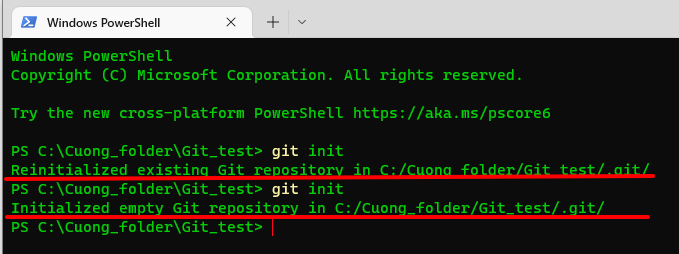 Windows PowerShell
Windows PowerShell
Copyright (C) Microsoft Corporation. All rights reserved.
Try the new cross-platform PowerShell https://aka.ms/pscore6
PS C:\Cuong_folder\Git_test> git init
Reinitialized existing Git repository in C:/Cuong_folder/Git_test/.git/
PS C:\Cuong_folder\Git_test> git init
Initialized empty Git repository in C:/Cuong_folder/Git_test/.git/
PS C:\Cuong_folder\Git_test>